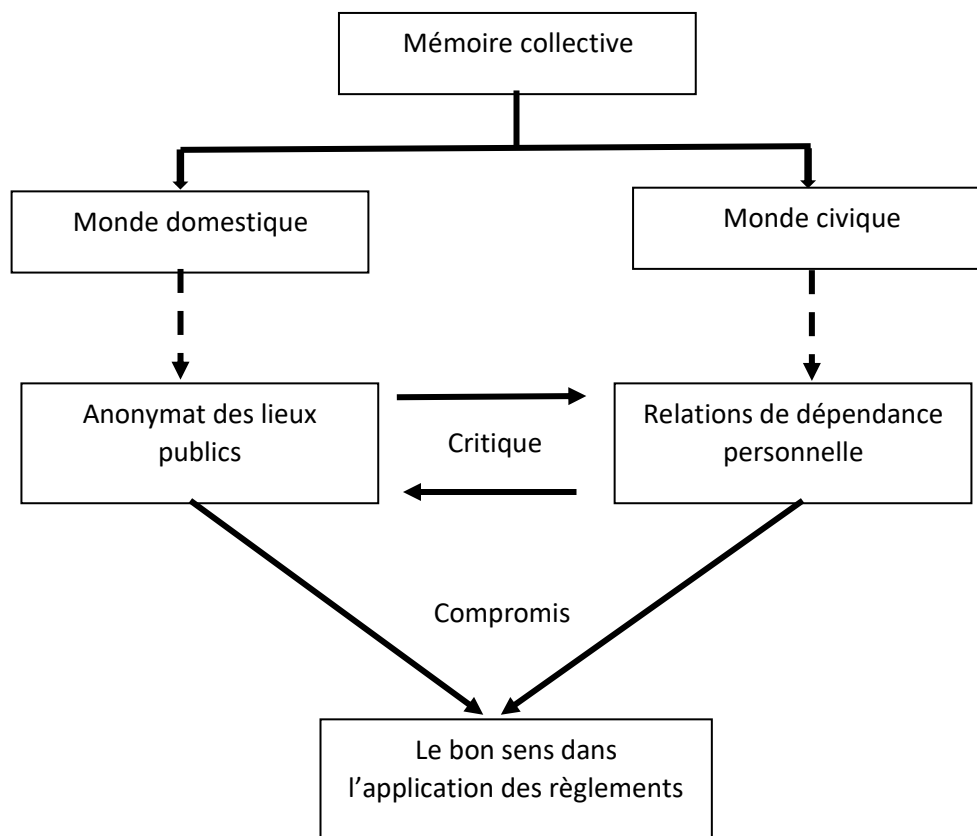 Mémoire collective
Monde domestique
Monde civique
Anonymat des lieux
publics
Critique
Relations de dépendance
personnelle
Compromis
Le bon sens dans
l’application des règlements